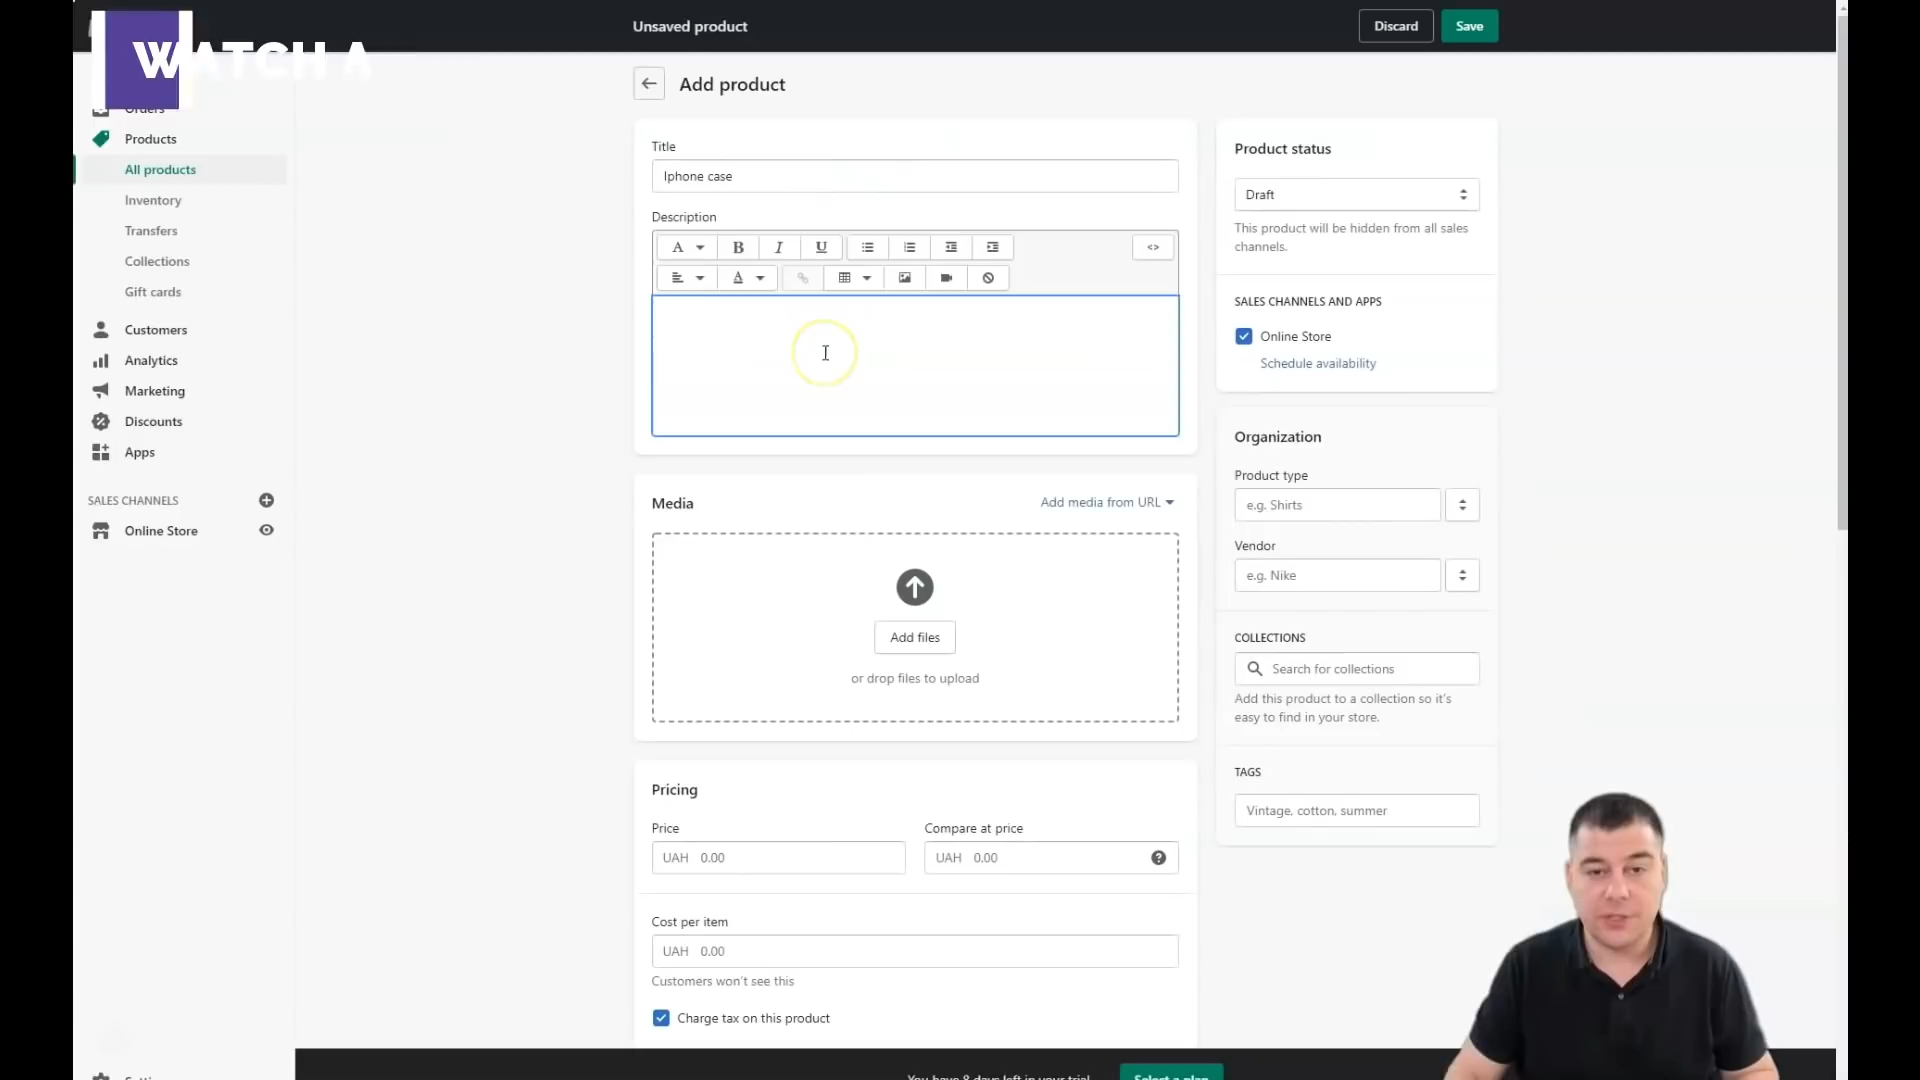 Unsaved product
Discard
Save
WATCH A
Orders
Products
All products
Inventory
Transfers
Collections
Gift cards
Customers
Analytics
Marketing
Discounts
Apps
SALES CHANNELS
Online Store
Add product
Title
Iphone case
Description
A
B
I
U
<>
A
Media
Add media from URL
Add files
or drop files to upload
Pricing
Price
Compare at price
UAH 0.00
UAH 0.00
Cost per item
UAH 0.00
Customers won't see this
Charge tax on this product
Product status
Draft
This product will be hidden from all sales
channels.
SALES CHANNELS AND APPS
Online Store
Schedule availability
Organization
Product type
e.g. Shirts
Vendor
e.g. Nike
COLLECTIONS
Search for collections
Add this product to a collection so it's
easy to find in your store.
TAGS
Vintage, cotton, summer
You have 8 days left in your trial
Select a plan